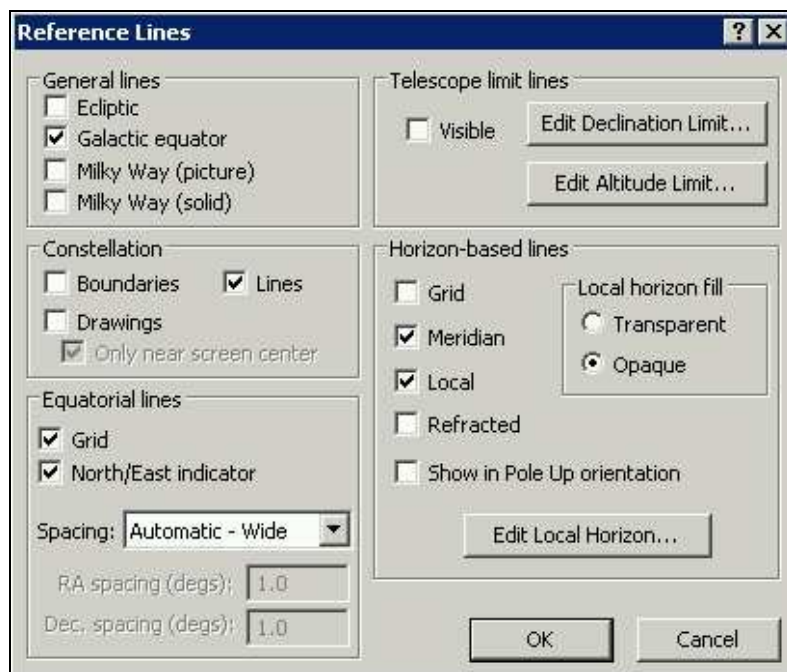 Reference Lines
General lines
Ecliptic
Galactic equator
Milky Way (picture)
Milky Way (solid)
Telescope limit lines
Visible
Edit Declination Limit...
Edit Altitude Limit...
Constellation
Boundaries
Lines
Drawings
Only near screen center
Horizon-based lines
Grid
Meridian
Local
Refracted
Show in Pole Up orientation
Local horizon fill
Transparent
Opaque
Edit Local Horizon...
Equatorial lines
Grid
North/East indicator
Spacing: Automatic - Wide
RA spacing (degs): 1.0
Dec. spacing (degs): 1.0
OK
Cancel